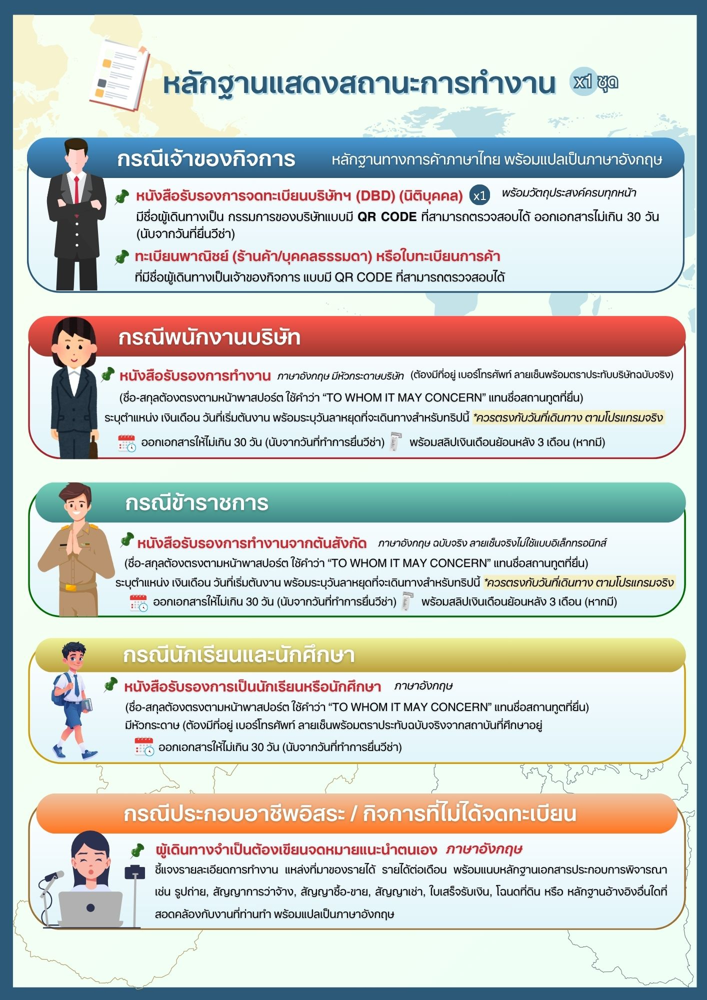 หลักฐานแสดงสถานะการทำงาน x1 ชุด
กรณีเจ้าของกิจการ หลักฐานทางการค้าภาษาไทย พร้อมแปลเป็นภาษาอังกฤษ
หนังสือรับรองการจดทะเบียนบริษัทฯ (DBD) (นิติบุคคล) x1 พร้อมวัตถุประสงค์ครบทุกหน้า
มีชื่อผู้เดินทางเป็น กรรมการของบริษัทแบบมี QR CODE ที่สามารถตรวจสอบได้ ออกเอกสารไม่เกิน 30 วัน
(นับจากวันที่ยื่นวีซ่า)
ทะเบียนพาณิชย์ (ร้านค้า/บุคคลธรรมดา) หรือใบทะเบียนการค้า
ที่มีชื่อผู้เดินทางเป็นเจ้าของกิจการ แบบมี QR CODE ที่สามารถตรวจสอบได้
กรณีพนักงานบริษัท
หนังสือรับรองการทำงาน ภาษาอังกฤษ มีหัวกระดาษบริษัท (ต้องมีที่อยู่ เบอร์โทรศัพท์ ลายเซ็นพร้อมตราประทับบริษัทฉบับจริง)
(ชื่อ-สกุลต้องตรงตามหน้าพาสปอร์ต ใช้คำว่า “TO WHOM IT MAY CONCERN” แทนชื่อสถานทูตที่ยื่น)
ระบุตำแหน่ง เงินเดือน วันที่เริ่มต้นงาน พร้อมระบุวันลาหยุดที่จะเดินทางสำหรับทริปนี้ *ควรตรงกับวันที่เดินทาง ตามโปรแกรมจริง
ออกเอกสารให้ไม่เกิน 30 วัน (นับจากวันที่ทำการยื่นวีซ่า) พร้อมสลิปเงินเดือนย้อนหลัง 3 เดือน (หากมี)
กรณีข้าราชการ
หนังสือรับรองการทำงานจากต้นสังกัด ภาษาอังกฤษ ฉบับจริง ลายเซ็นจริงไม่ใช้แบบอิเล็กทรอนิกส์
(ชื่อ-สกุลต้องตรงตามหน้าพาสปอร์ต ใช้คำว่า “TO WHOM IT MAY CONCERN” แทนชื่อสถานทูตที่ยื่น)
ระบุตำแหน่ง เงินเดือน วันที่เริ่มต้นงาน พร้อมระบุวันลาหยุดที่จะเดินทางสำหรับทริปนี้ *ควรตรงกับวันที่เดินทาง ตามโปรแกรมจริง
ออกเอกสารให้ไม่เกิน 30 วัน (นับจากวันที่ทำการยื่นวีซ่า) พร้อมสลิปเงินเดือนย้อนหลัง 3 เดือน (หากมี)
กรณีนักเรียนและนักศึกษา
หนังสือรับรองการเป็นนักเรียนหรือนักศึกษา ภาษาอังกฤษ
(ชื่อ-สกุลต้องตรงตามหน้าพาสปอร์ต ใช้คำว่า “TO WHOM IT MAY CONCERN” แทนชื่อสถานทูตที่ยื่น)
มีหัวกระดาษ (ต้องมีที่อยู่ เบอร์โทรศัพท์ ลายเซ็นพร้อมตราประทับฉบับจริงจากสถาบันที่ศึกษาอยู่
ออกเอกสารให้ไม่เกิน 30 วัน (นับจากวันที่ทำการยื่นวีซ่า)
กรณีประกอบอาชีพอิสระ / กิจการที่ไม่ได้จดทะเบียน
ผู้เดินทางจำเป็นต้องเขียนจดหมายแนะนำตนเอง ภาษาอังกฤษ
ชี้แจงรายละเอียดการทำงาน แหล่งที่มาของรายได้ รายได้ต่อเดือน พร้อมแนบหลักฐานเอกสารประกอบการพิจารณา
เช่น รูปถ่าย, สัญญาการว่าจ้าง, สัญญาซื้อ-ขาย, สัญญาเช่า, ใบเสร็จรับเงิน, โฉนดที่ดิน หรือ หลักฐานอ้างอิงอื่นใดที่
สอดคล้องกับงานที่ท่านทำ พร้อมแปลเป็นภาษาอังกฤษ